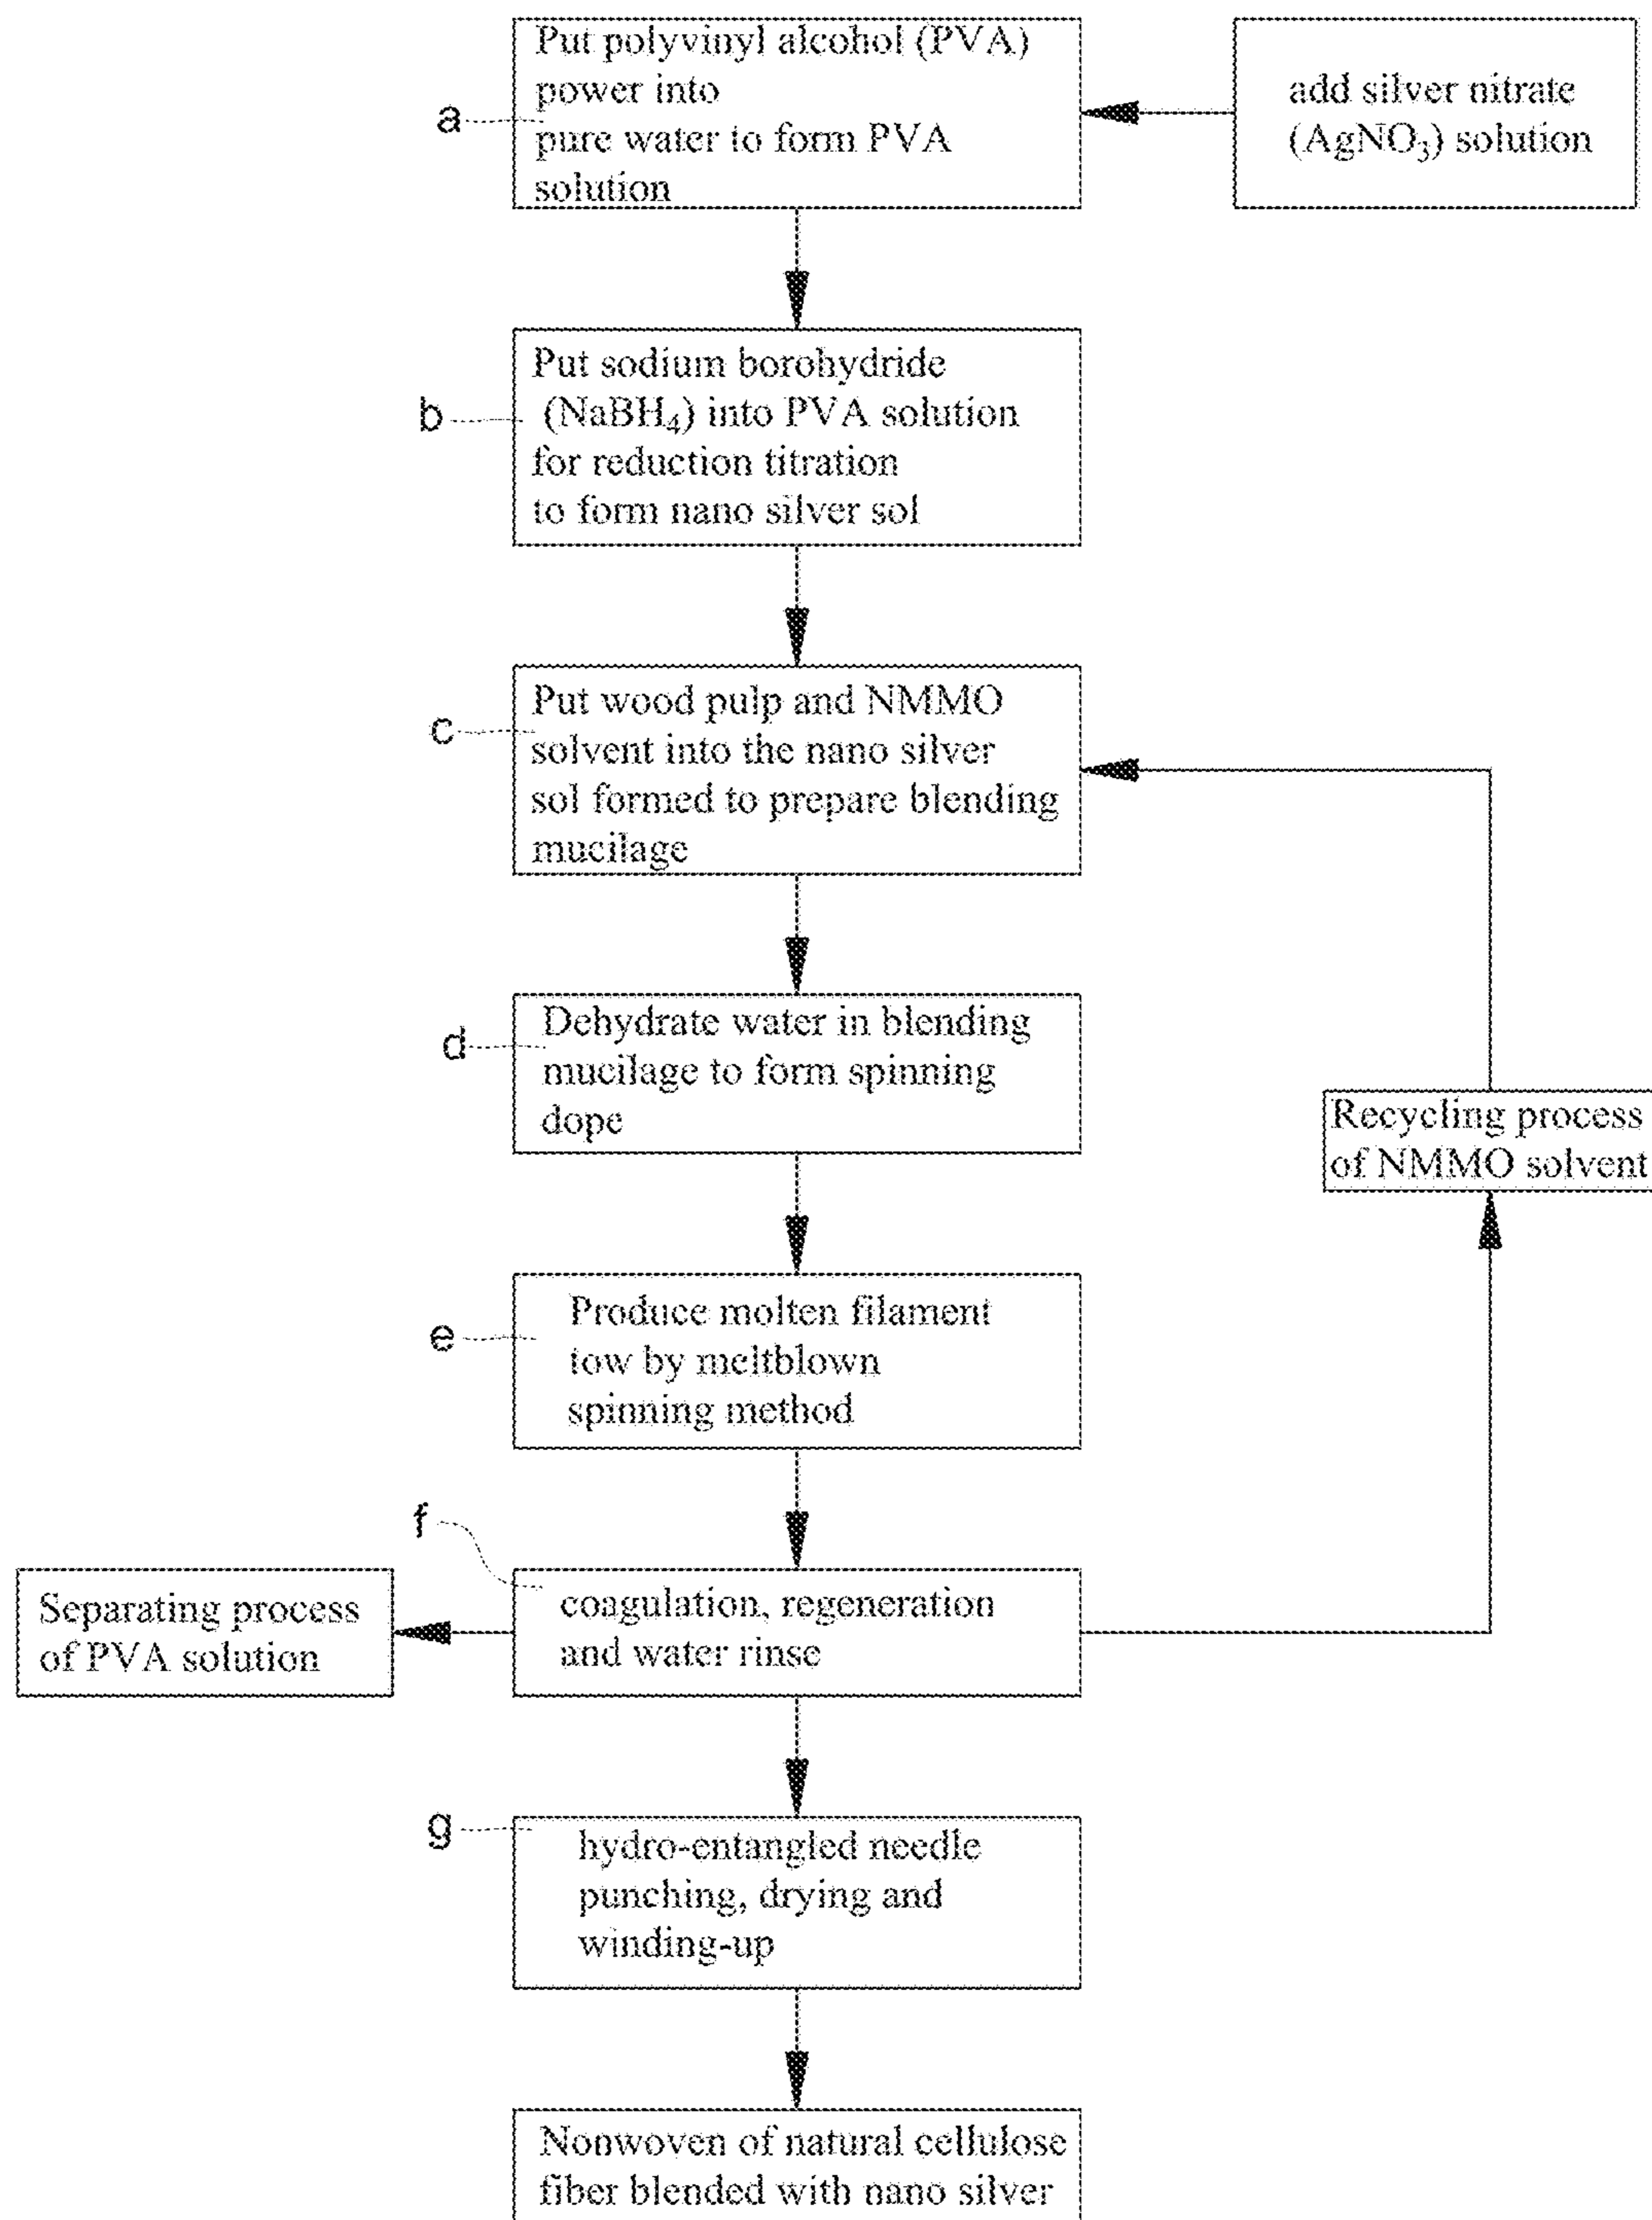 Put polyvinyl alcohol (PVA)
power into
pure water to form PVA
solution
a
add silver nitrate
(AgNO₃) solution
Put sodium borohydride
(NaBH₄) into PVA solution
for reduction titration
to form nano silver sol
b
Put wood pulp and NMMO
solvent into the nano silver
sol formed to prepare blending
mucilage
c
Dehydrate water in blending
mucilage to form spinning
dope
d
Recycling process
of NMMO solvent
Produce molten filament
tow by meltblown
spinning method
e
f
Separating process
of PVA solution
coagulation, regeneration
and water rinse
g
hydro-entangled needle
punching, drying and
winding-up
Nonwoven of natural cellulose
fiber blended with nano silver